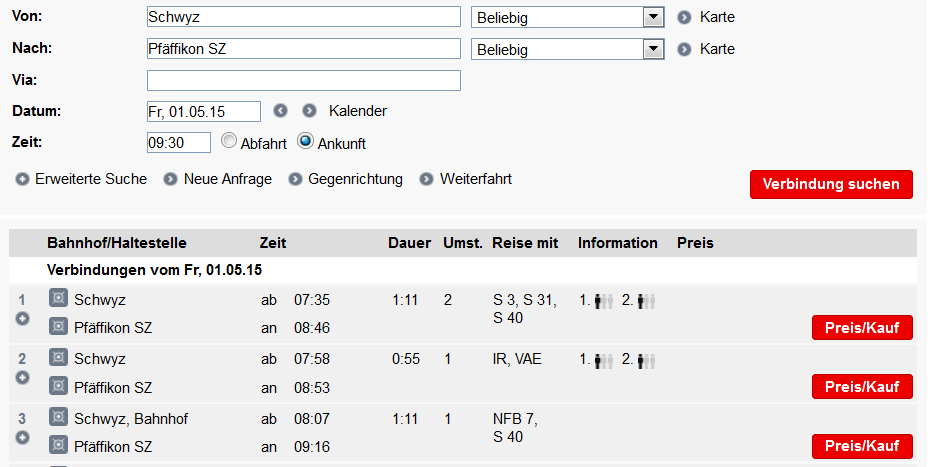 Von: Schwyz Beliebig Karte
Nach: Pfäffikon SZ Beliebig Karte
Via:
Datum: Fr, 01.05.15 Kalender
Zeit: 09:30 Abfahrt Ankunft
Erweiterte Suche Neue Anfrage Gegenrichtung Weiterfahrt Verbindung suchen
Bahnhof/Haltestelle Zeit Dauer Umst. Reise mit Information Preis
Verbindungen vom Fr, 01.05.15
1 Schwyz ab 07:35 1:11 2 S 3, S 31, 1. 2.
S 40
Pfäffikon SZ an 08:46 Preis/Kauf
2 Schwyz ab 07:58 0:55 1 IR, VAE 1. 2.
Pfäffikon SZ an 08:53 Preis/Kauf
3 Schwyz, Bahnhof ab 08:07 1:11 1 NFB 7,
S 40
Pfäffikon SZ an 09:16 Preis/Kauf